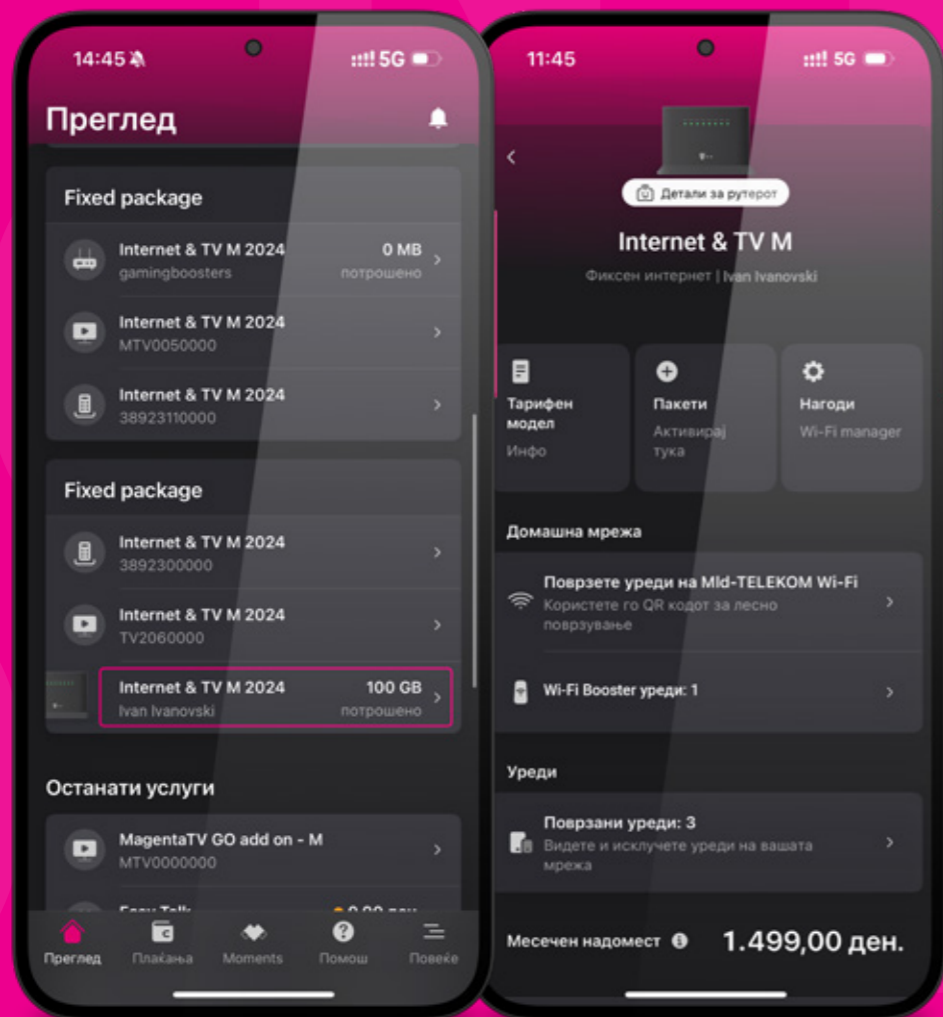 14:45
5G
Преглед
Fixed package
Internet & TV M 2024
0 MB
gamingboosters
потрошено
Internet & TV M 2024
MTV0050000
Internet & TV M 2024
38923110000
Fixed package
Internet & TV M 2024
3892300000
Internet & TV M 2024
TV2060000
Internet & TV M 2024
100 GB
Ivan Ivanovski
потрошено
Останати услуги
MagentaTV GO add on - M
MTV0000000
Преглед
Плаќања
Moments
Помош
Повеќе
11:45
5G
Детали за рутерот
Internet & TV M
Фиксен интернет | Ivan Ivanovski
Тарифен
модел
Инфо
Пакети
Активирај
тука
Нагоди
Wi-Fi manager
Домашна мрежа
Поврзете уреди на Mld-TELEKOM Wi-Fi
Користете го QR кодот за лесно
поврзување
Wi-Fi Booster уреди: 1
Уреди
Поврзани уреди: 3
Видете и исклучете уреди на вашата
мрежа
Месечен надомест
1.499,00 ден.